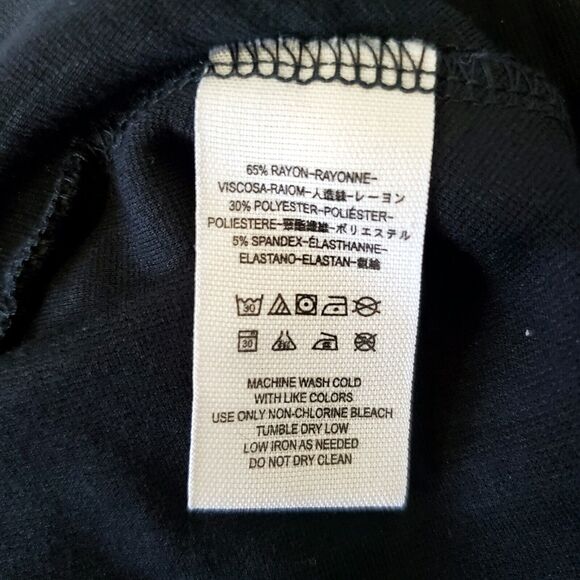 65% RAYON-RAYONNE-
VISCOSA-RAIOM-人造絲-レーヨン
30% POLYESTER-POLIÉSTER-
POLIESTERE-聚酯纖維-ポリエステル
5% SPANDEX-ÉLASTHANNE-
ELASTANO-ELASTAN-氨綸
30
30
MACHINE WASH COLD
WITH LIKE COLORS
USE ONLY NON-CHLORINE BLEACH
TUMBLE DRY LOW
LOW IRON AS NEEDED
DO NOT DRY CLEAN